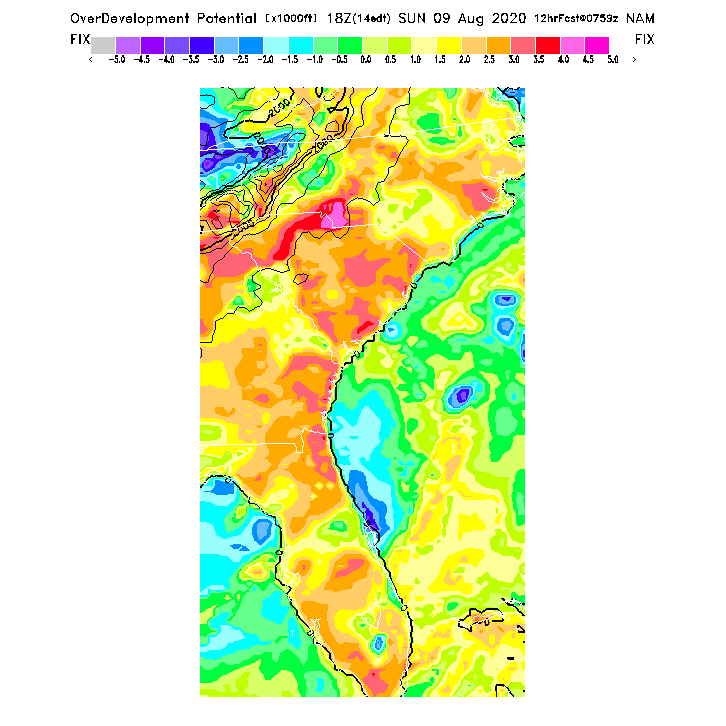 OverDevelopment Potential [x1000ft] 18Z(14edt) SUN 09 Aug 2020 12hrFcst@0759z NAM
FIX FIX
< -5.0 -4.5 -4.0 -3.5 -3.0 -2.5 -2.0 -1.5 -1.0 -0.5 0.0 0.5 1.0 1.5 2.0 2.5 3.0 3.5 4.0 4.5 5.0 >
2000
2000